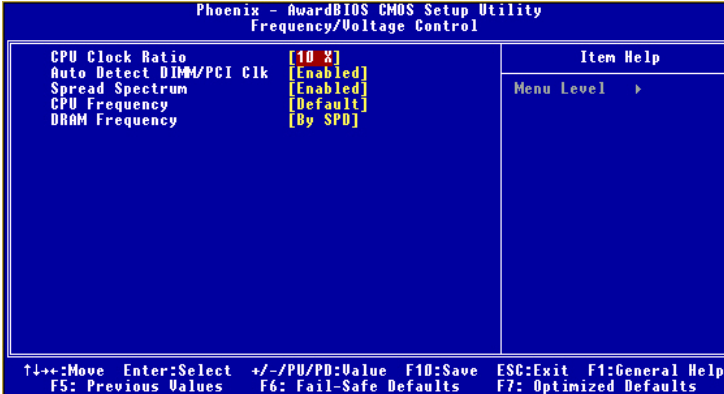 Phoenix - AwardBIOS CMOS Setup Utility
Frequency/Voltage Control
CPU Clock Ratio [10 X]
Auto Detect DIMM/PCI Clk [Enabled]
Spread Spectrum [Enabled]
CPU Frequency [Default]
DRAM Frequency [By SPD]
Item Help
Menu Level ▸
↑↓→←:Move Enter:Select +/-/PU/PD:Value F10:Save ESC:Exit F1:General Help
F5: Previous Values F6: Fail-Safe Defaults F7: Optimized Defaults